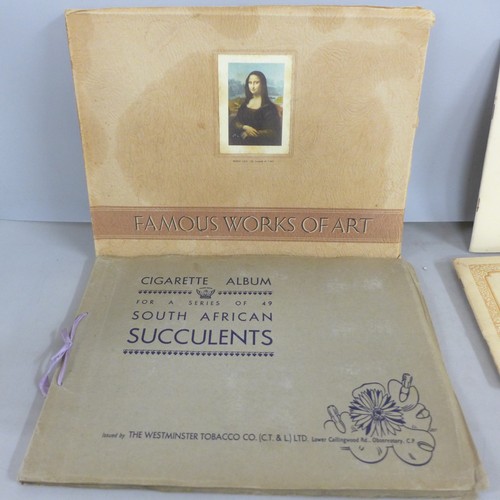 FAMOUS WORKS OF ART
CIGARETTE ALBUM
FOR A SERIES OF 49
SOUTH AFRICAN
SUCCULENTS
Issued by THE WESTMINSTER TOBACCO CO. (C.T. & L.) LTD. Lower Collingwood Rd., Observatory, C.P.